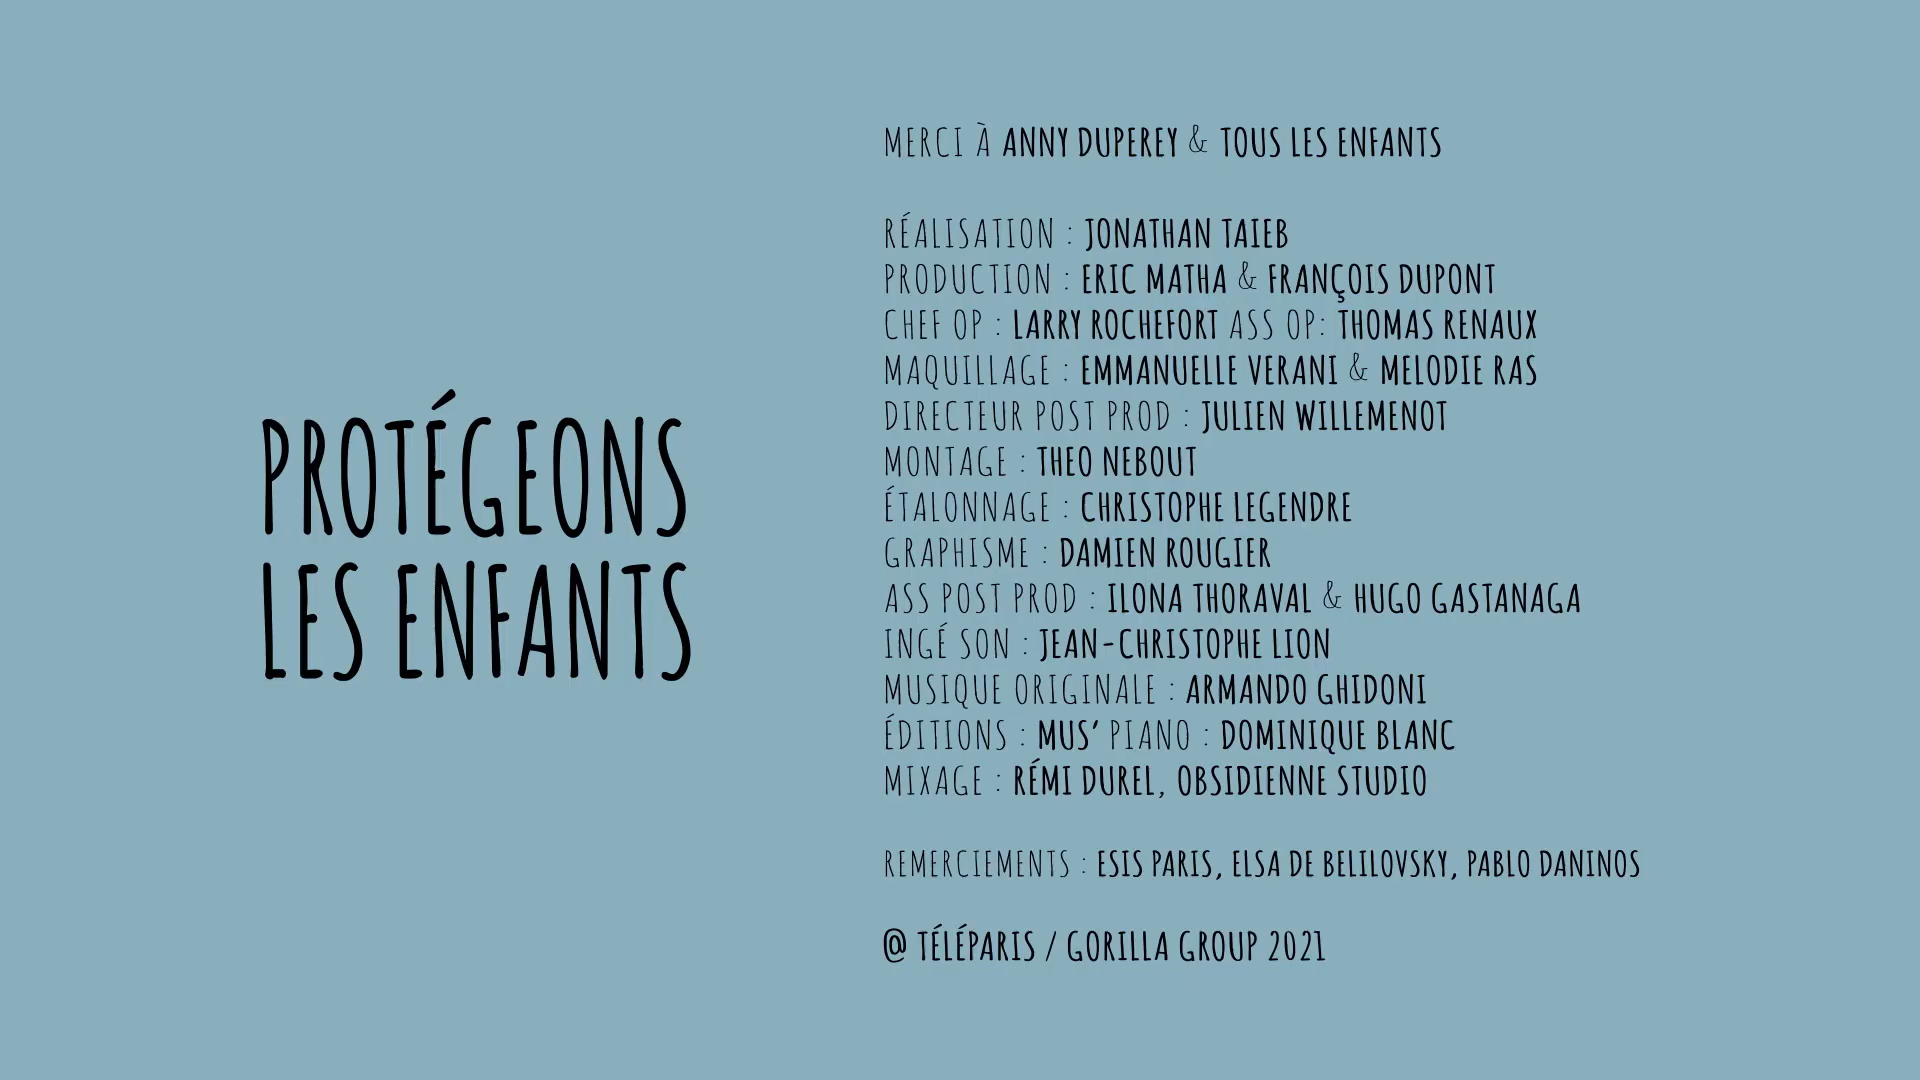 PROTÉGEONS
LES ENFANTS
MERCI À ANNY DUPEREY & TOUS LES ENFANTS
RÉALISATION : JONATHAN TAIEB
PRODUCTION : ERIC MATHA & FRANÇOIS DUPONT
CHEF OP : LARRY ROCHEFORT ASS OP: THOMAS RENAUX
MAQUILLAGE : EMMANUELLE VERANI & MELODIE RAS
DIRECTEUR POST PROD : JULIEN WILLEMENOT
MONTAGE : THEO NEBOUT
ÉTALONNAGE : CHRISTOPHE LEGENDRE
GRAPHISME : DAMIEN ROUGIER
ASS POST PROD : ILONA THORAVAL & HUGO GASTANAGA
INGÉ SON : JEAN-CHRISTOPHE LION
MUSIQUE ORIGINALE : ARMANDO GHIDONI
ÉDITIONS : MUS’ PIANO : DOMINIQUE BLANC
MIXAGE : RÉMI DUREL, OBSIDIENNE STUDIO
REMERCIEMENTS : ESIS PARIS, ELSA DE BELILOVSKY, PABLO DANINOS
@ TÉLÉPARIS / GORILLA GROUP 2021